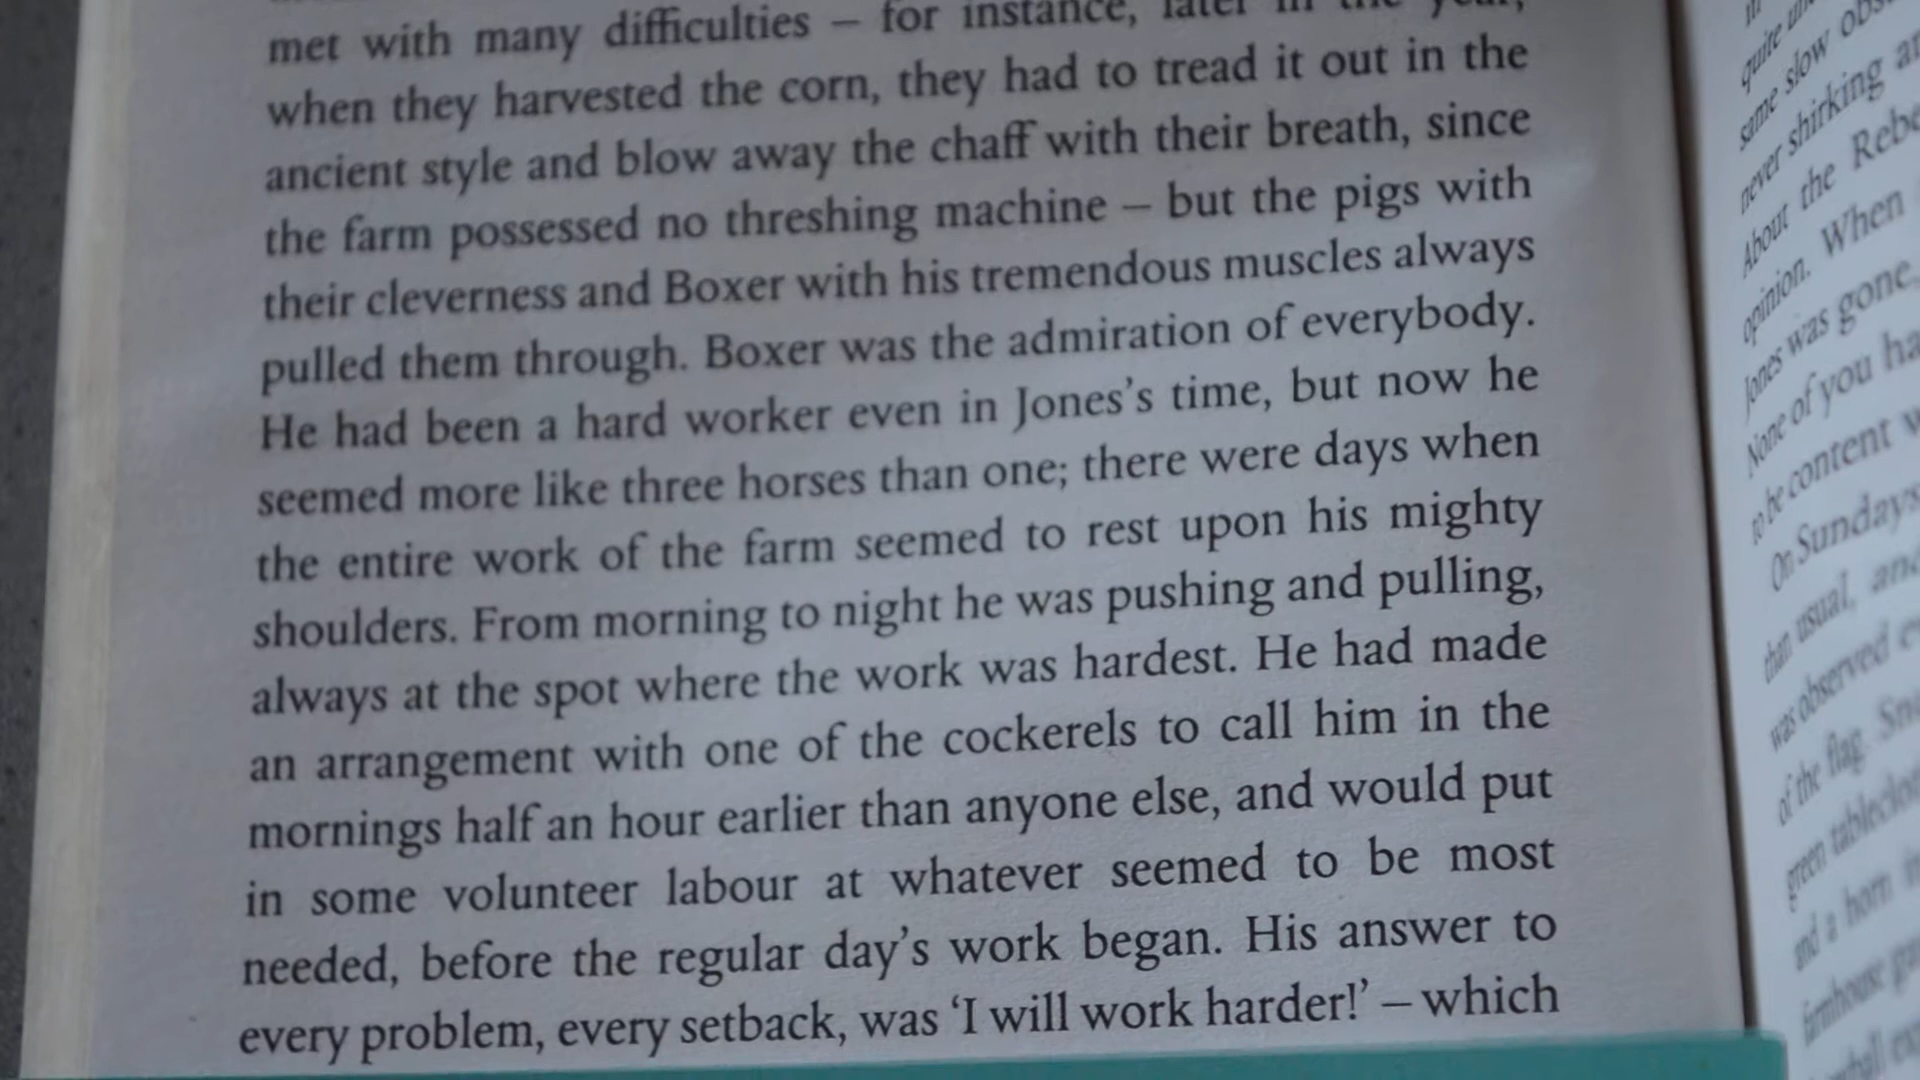 met with many difficulties – for instance, later in the year,
when they harvested the corn, they had to tread it out in the
ancient style and blow away the chaff with their breath, since
the farm possessed no threshing machine – but the pigs with
their cleverness and Boxer with his tremendous muscles always
pulled them through. Boxer was the admiration of everybody.
He had been a hard worker even in Jones’s time, but now he
seemed more like three horses than one; there were days when
the entire work of the farm seemed to rest upon his mighty
shoulders. From morning to night he was pushing and pulling,
always at the spot where the work was hardest. He had made
an arrangement with one of the cockerels to call him in the
mornings half an hour earlier than anyone else, and would put
in some volunteer labour at whatever seemed to be most
needed, before the regular day’s work began. His answer to
every problem, every setback, was ‘I will work harder!’ – which
quite
same slow
never shirking
About the
opinion. When
Jones was gone,
None of you
to be content
On Sundays
than usual, and
was observed
of the flag.
green
and a horn
farmhouse